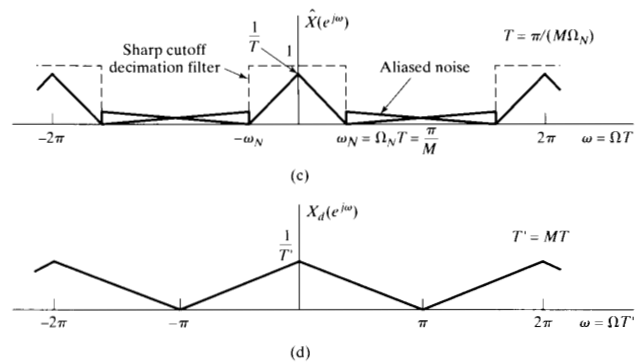 1/T
X̂(e^{jω})
T = π/(MΩ_N)
Sharp cutoff
decimation filter
1
Aliased noise
−2π
−ω_N
ω_N = Ω_N T = π/M
2π
ω = ΩT
(c)
X_d(e^{jω})
1/T'
T' = MT
−2π
−π
π
2π
ω = ΩT'
(d)